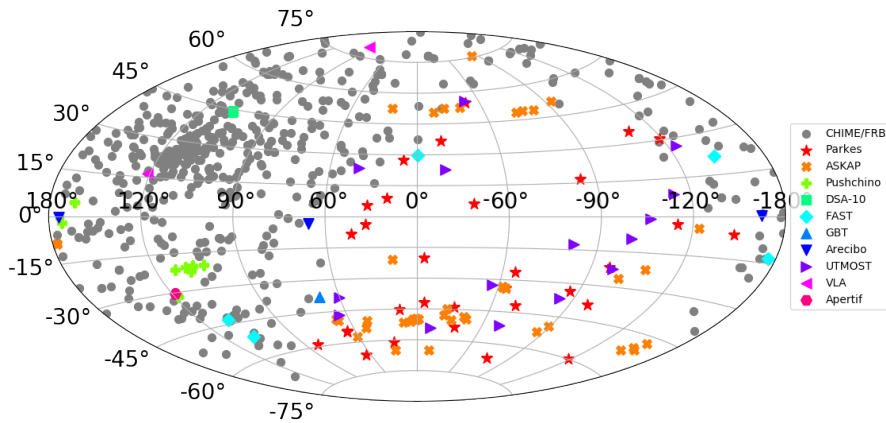 75°
60°
45°
30°
15°
0°
-15°
-30°
-45°
-60°
-75°
180° 120° 90° 60° 0° -60° -90° -120° -180°
CHIME/FRB
Parkes
ASKAP
Pushchino
DSA-10
FAST
GBT
Arecibo
UTMOST
VLA
Apertif